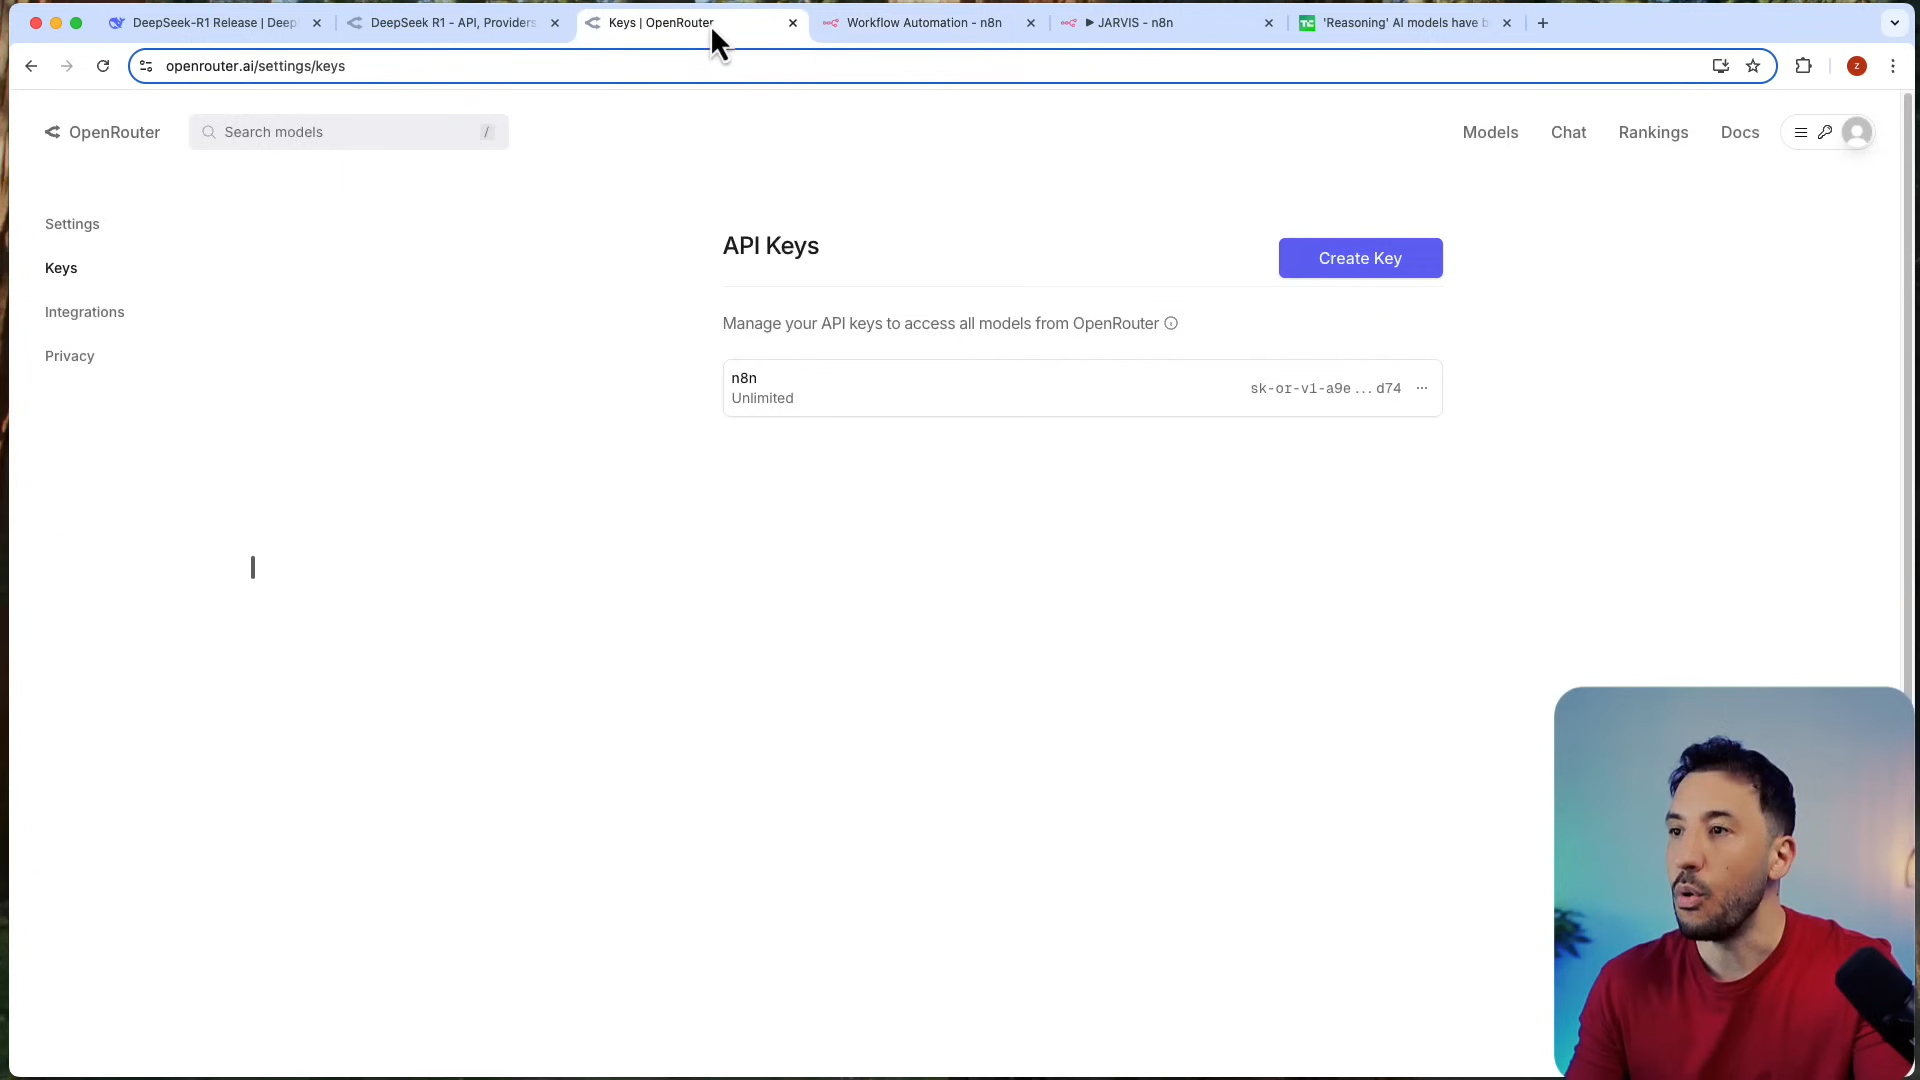 DeepSeek-R1 Release | Deep
DeepSeek R1 - API, Providers
Keys | OpenRouter
Workflow Automation - n8n
▶ JARVIS - n8n
TC 'Reasoning' AI models have b
openrouter.ai/settings/keys
z
OpenRouter
Search models
/
Models
Chat
Rankings
Docs
Settings
Keys
Integrations
Privacy
API Keys
Create Key
Manage your API keys to access all models from OpenRouter
n8n
Unlimited
sk-or-v1-a9e...d74